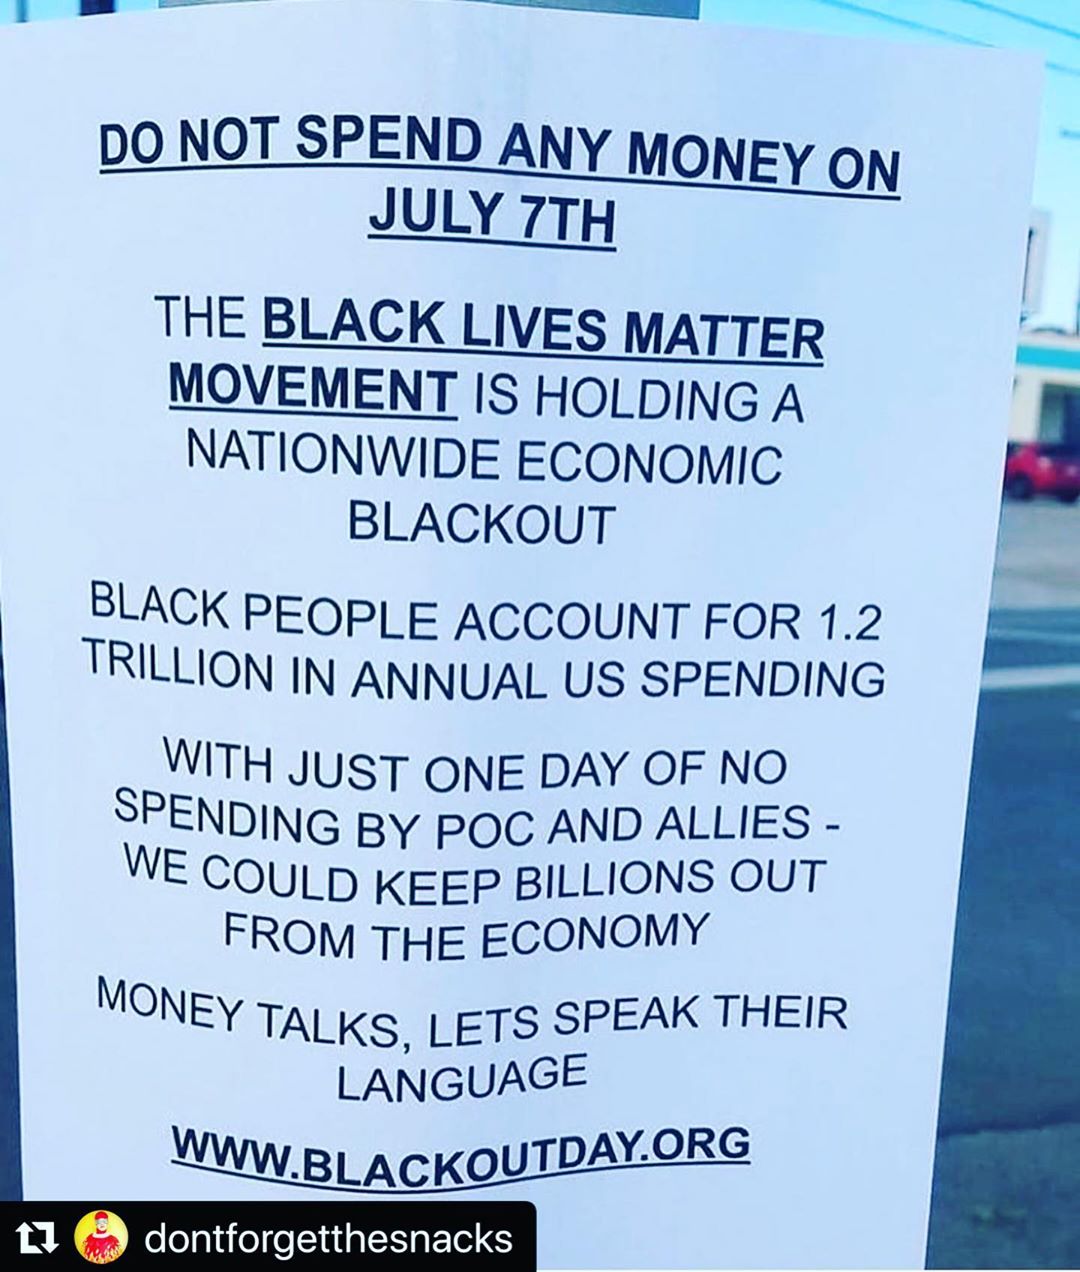 DO NOT SPEND ANY MONEY ON
JULY 7TH
THE BLACK LIVES MATTER
MOVEMENT IS HOLDING A
NATIONWIDE ECONOMIC
BLACKOUT
BLACK PEOPLE ACCOUNT FOR 1.2
TRILLION IN ANNUAL US SPENDING
WITH JUST ONE DAY OF NO
SPENDING BY POC AND ALLIES -
WE COULD KEEP BILLIONS OUT
FROM THE ECONOMY
MONEY TALKS, LETS SPEAK THEIR
LANGUAGE
WWW.BLACKOUTDAY.ORG
dontforgetthesnacks